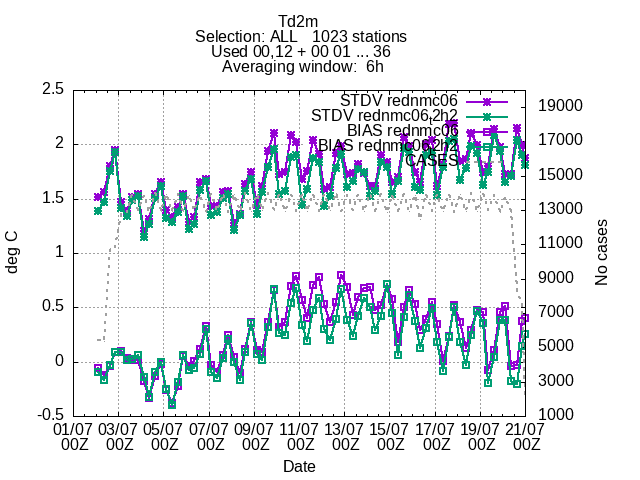 Td2m
Selection: ALL 1023 stations
Used 00,12 + 00 01 ... 36
Averaging window: 6h
2.5
2
1.5
1
0.5
0
-0.5
deg C
STDV rednmc06
STDV rednmc06,2h2
BIAS rednmc06
BIAS rednmc06,2h2
CASES
19000
17000
15000
13000
11000
9000
7000
5000
3000
1000
No cases
01/07 03/07 05/07 07/07 09/07 11/07 13/07 15/07 17/07 19/07 21/07
00Z 00Z 00Z 00Z 00Z 00Z 00Z 00Z 00Z 00Z 00Z
Date